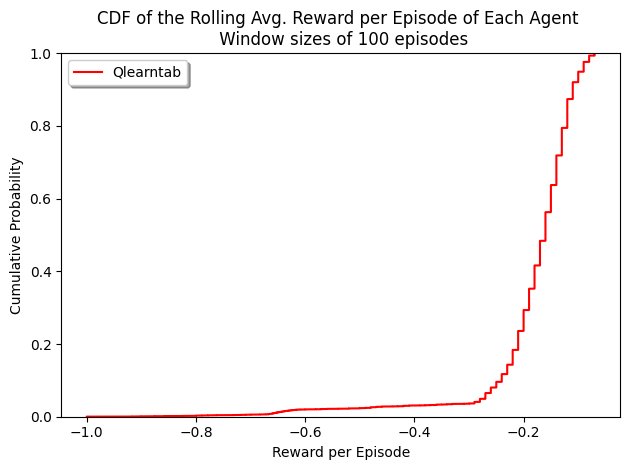 CDF of the Rolling Avg. Reward per Episode of Each Agent
Window sizes of 100 episodes
Qlearntab
Cumulative Probability
1.0
0.8
0.6
0.4
0.2
0.0
−1.0
−0.8
−0.6
−0.4
−0.2
Reward per Episode